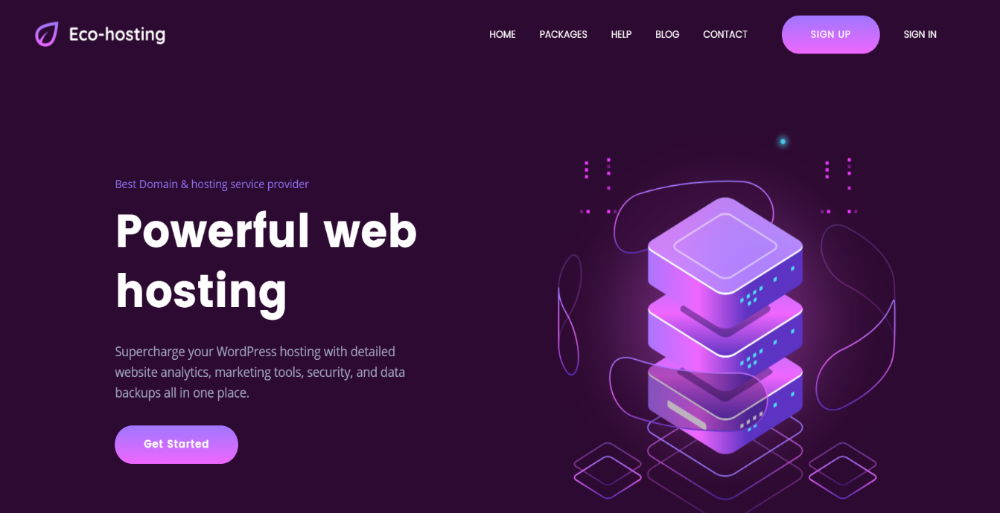 Eco-hosting
HOME PACKAGES HELP BLOG CONTACT SIGN UP SIGN IN
Best Domain & hosting service provider
Powerful web
hosting
Supercharge your WordPress hosting with detailed
website analytics, marketing tools, security, and data
backups all in one place.
Get Started